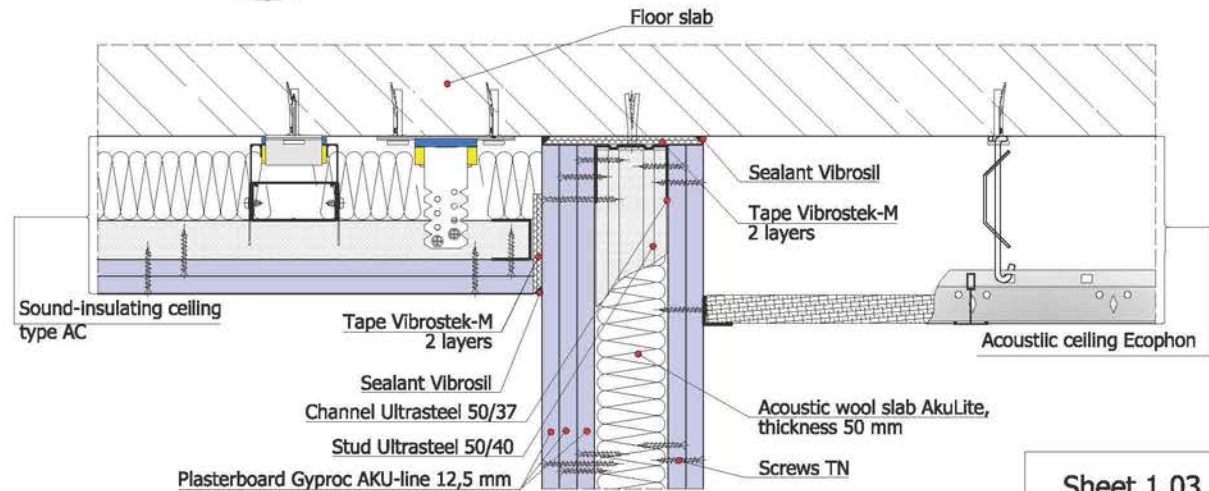 Floor slab
Sealant Vibrosil
Tape Vibrostek-M
2 layers
Sound-insulating ceiling
type AC
Tape Vibrostek-M
2 layers
Acoustlic ceiling Ecophon
Sealant Vibrosil
Channel Ultrasteel 50/37
Acoustic wool slab AkuLite,
thickness 50 mm
Stud Ultrasteel 50/40
Plasterboard Gyproc AKU-line 12,5 mm
Screws TN
Sheet 1.03